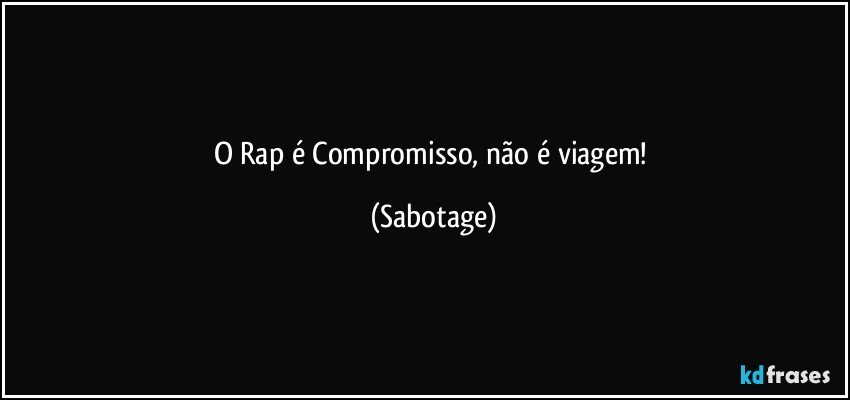 O Rap é Compromisso, não é viagem!
(Sabotage)
kdfrases